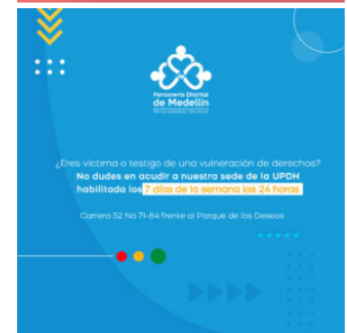 Personería Distrital
de Medellín
¿Eres víctima o testigo de una vulneración de derechos?
No dudes en acudir a nuestra sede de la UPDH
habilitada los 7 días de la semana las 24 horas
Carrera 52 No 71-84 frente al Parque de los Deseos